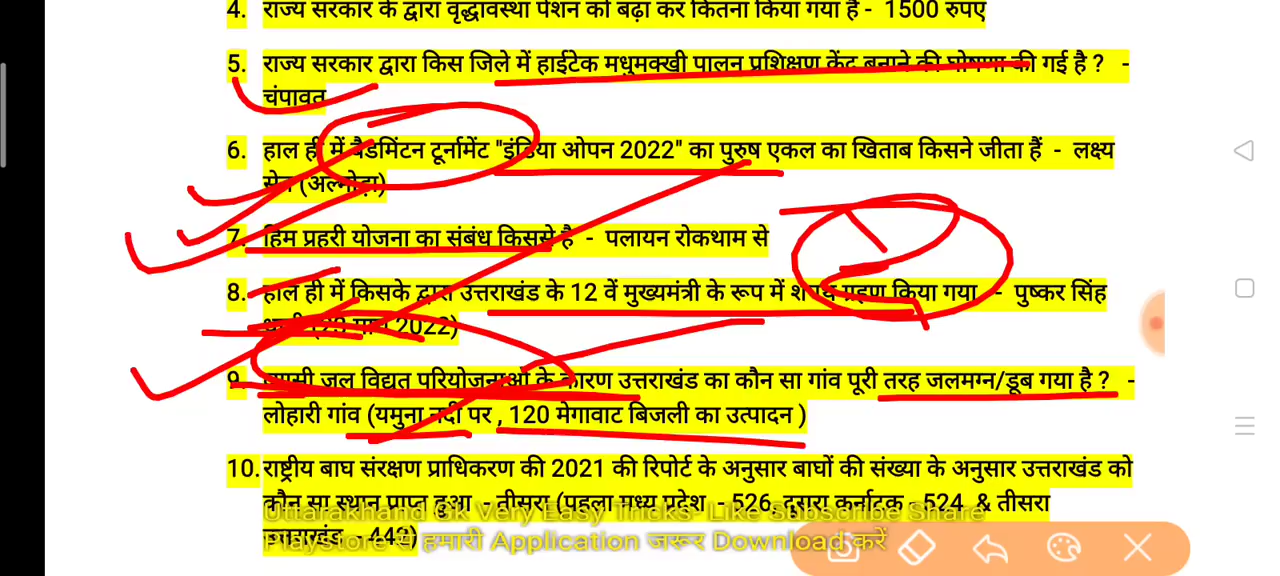 4. राज्य सरकार के द्वारा वृद्धावस्था पेंशन को बढ़ा कर कितना किया गया है - 1500 रुपए
5. राज्य सरकार द्वारा किस जिले में हाईटेक मधुमक्खी पालन प्रशिक्षण केंद्र बनाने की घोषणा की गई है ? -
चंपावत
6. हाल ही में बैडमिंटन टूर्नामेंट "इंडिया ओपन 2022" का पुरुष एकल का खिताब किसने जीता हैं - लक्ष्य
सेन (अल्मोड़ा)
7. हिम प्रहरी योजना का संबंध किससे है - पलायन रोकथाम से
8. हाल ही में किसके द्वारा उत्तराखंड के 12 वें मुख्यमंत्री के रूप में शपथ ग्रहण किया गया - पुष्कर सिंह
2022)
9. जल विद्युत परियोजनाओं के कारण उत्तराखंड का कौन सा गांव पूरी तरह जलमग्न/डूब गया है ? -
लोहारी गांव (यमुना नदी पर , 120 मेगावाट बिजली का उत्पादन )
10. राष्ट्रीय बाघ संरक्षण प्राधिकरण की 2021 की रिपोर्ट के अनुसार बाघों की संख्या के अनुसार उत्तराखंड को
कौन सा स्थान प्राप्त हुआ - तीसरा (पहला मध्य प्रदेश - 526, दूसरा कर्नाटक - 524 & तीसरा
उत्तराखंड - 442)
Uttarakhand Gk Very Easy Tricks- Like Subscribe Share
Playstore से हमारी Application जरूर Download करें